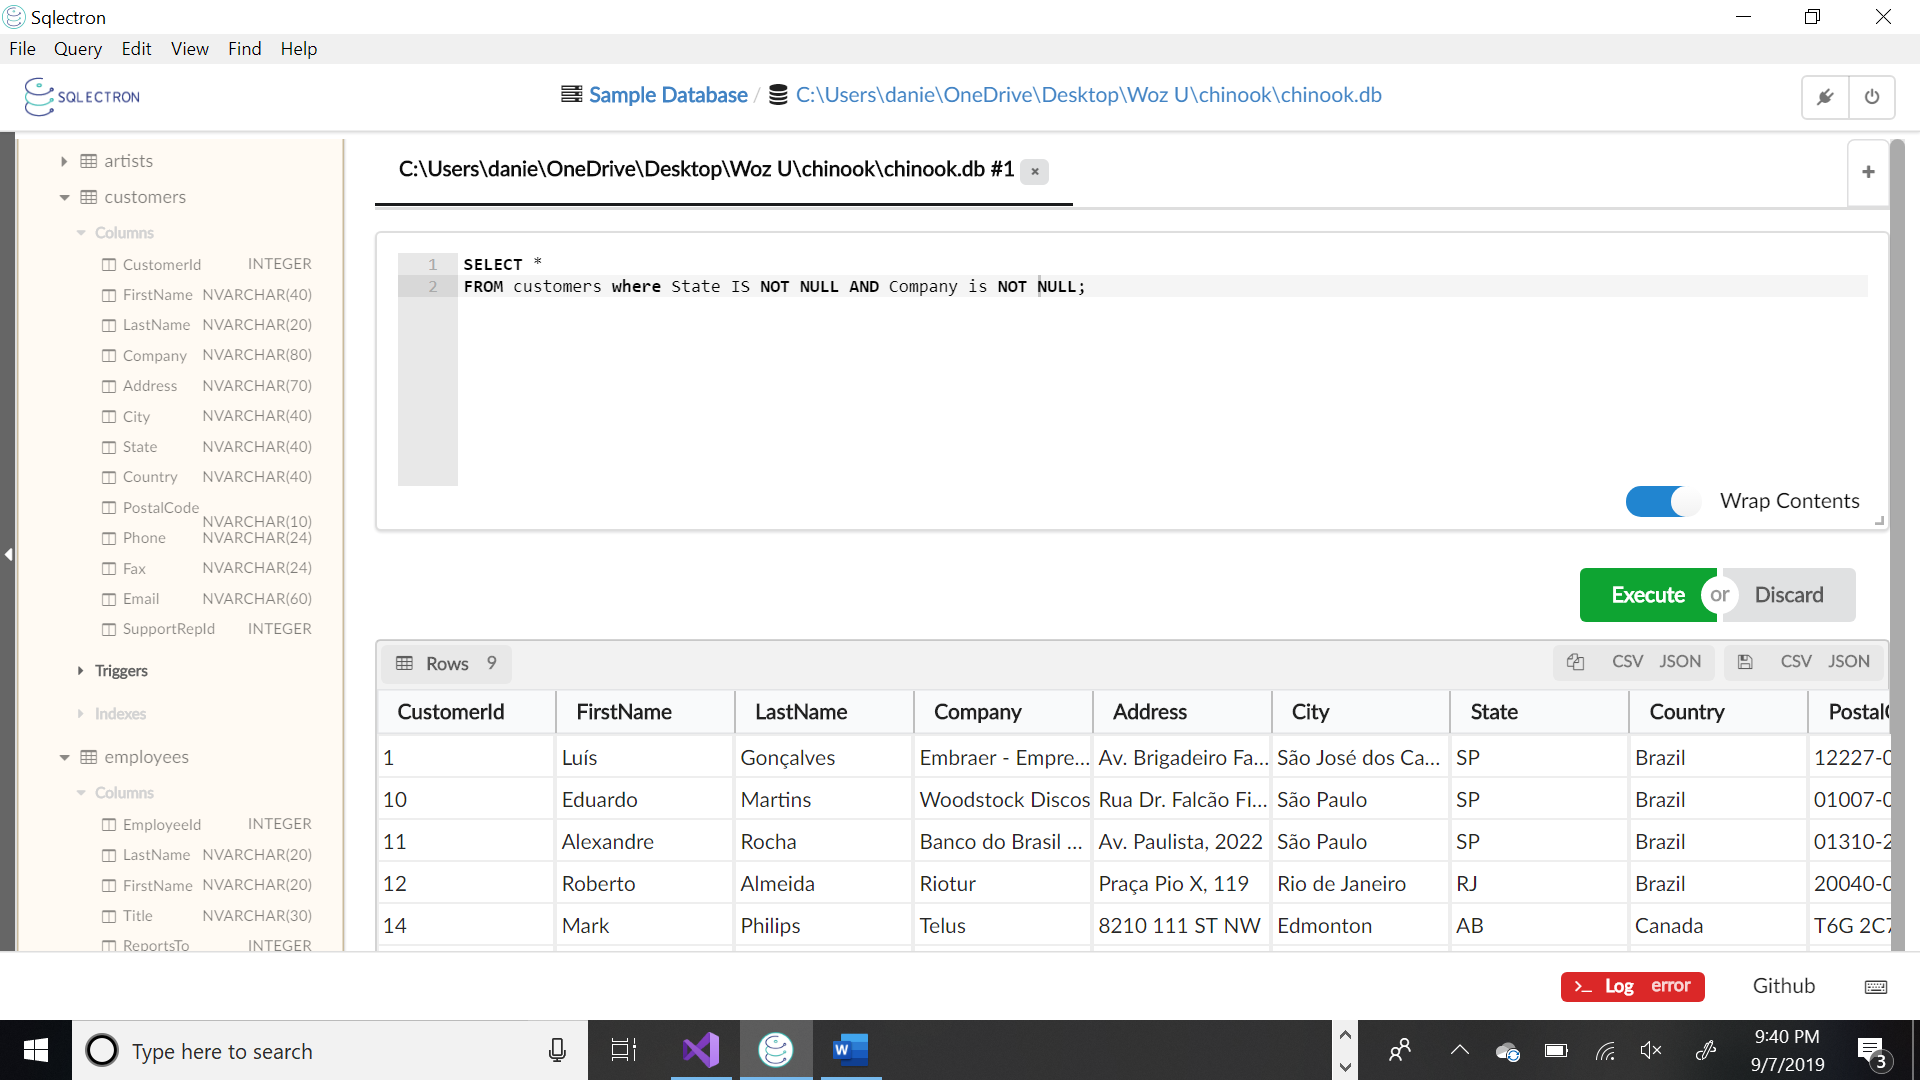 Sqlectron
File Query Edit View Find Help
SQLECTRON
Sample Database / C:\Users\danie\OneDrive\Desktop\Woz U\chinook\chinook.db
artists
customers
Columns
CustomerId INTEGER
FirstName NVARCHAR(40)
LastName NVARCHAR(20)
Company NVARCHAR(80)
Address NVARCHAR(70)
City NVARCHAR(40)
State NVARCHAR(40)
Country NVARCHAR(40)
PostalCode NVARCHAR(10)
Phone NVARCHAR(24)
Fax NVARCHAR(24)
Email NVARCHAR(60)
SupportRepId INTEGER
Triggers
Indexes
employees
Columns
EmployeeId INTEGER
LastName NVARCHAR(20)
FirstName NVARCHAR(20)
Title NVARCHAR(30)
ReportsTo INTEGER
C:\Users\danie\OneDrive\Desktop\Woz U\chinook\chinook.db #1 ×
+
1 SELECT *
2 FROM customers where State IS NOT NULL AND Company is NOT NULL;
Wrap Contents
Execute or Discard
Rows 9 CSV JSON CSV JSON
CustomerId FirstName LastName Company Address City State Country PostalC
1 Luís Gonçalves Embraer - Empre... Av. Brigadeiro Fa... São José dos Ca... SP Brazil 12227-0
10 Eduardo Martins Woodstock Discos Rua Dr. Falcão Fi... São Paulo SP Brazil 01007-0
11 Alexandre Rocha Banco do Brasil ... Av. Paulista, 2022 São Paulo SP Brazil 01310-2
12 Roberto Almeida Riotur Praça Pio X, 119 Rio de Janeiro RJ Brazil 20040-0
14 Mark Philips Telus 8210 111 ST NW Edmonton AB Canada T6G 2C7
>_ Log error Github
Type here to search
9:40 PM
9/7/2019
3